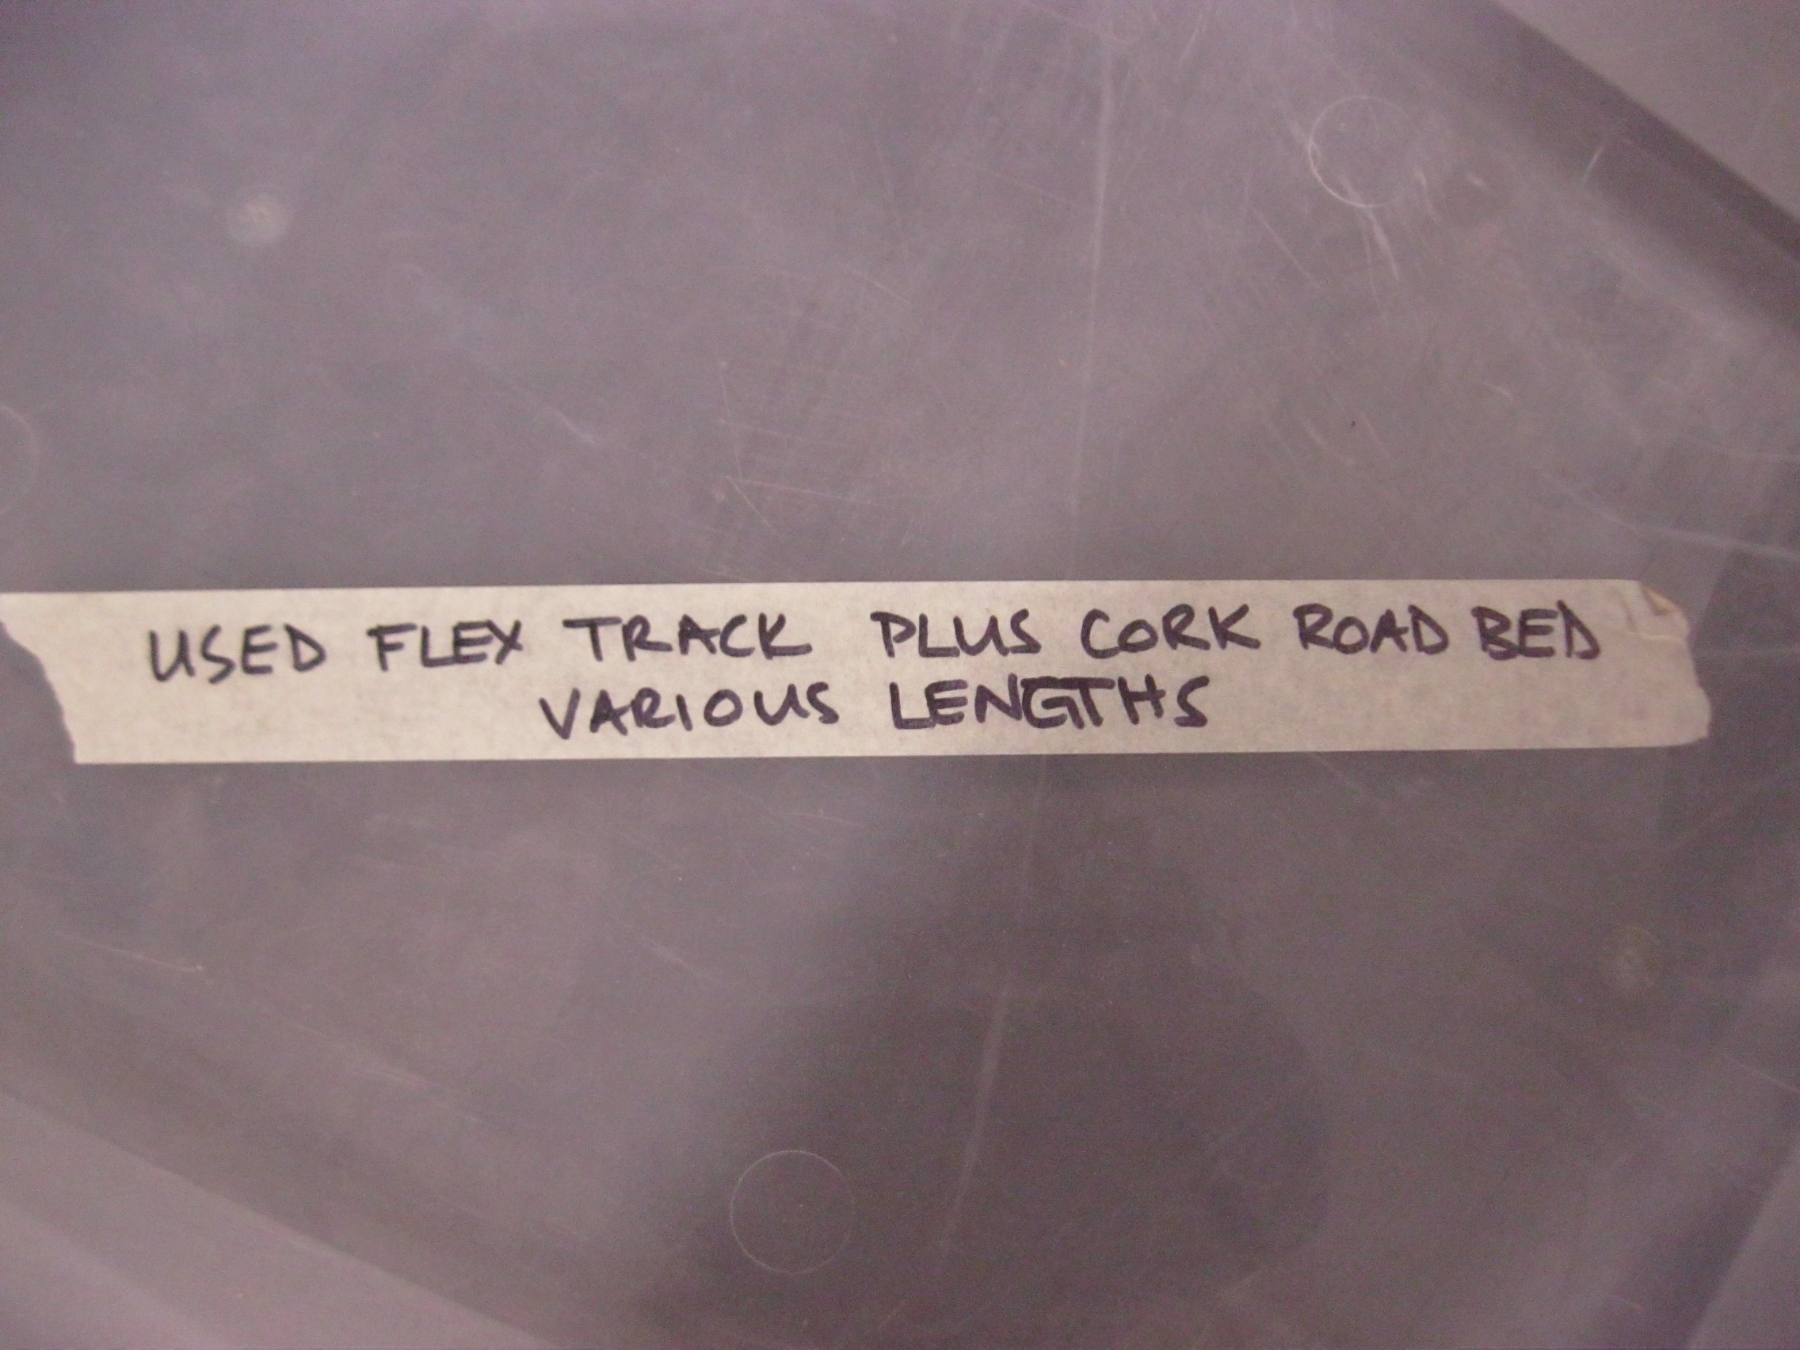 USED FLEX TRACK PLUS CORK ROAD BED
VARIOUS LENGTHS